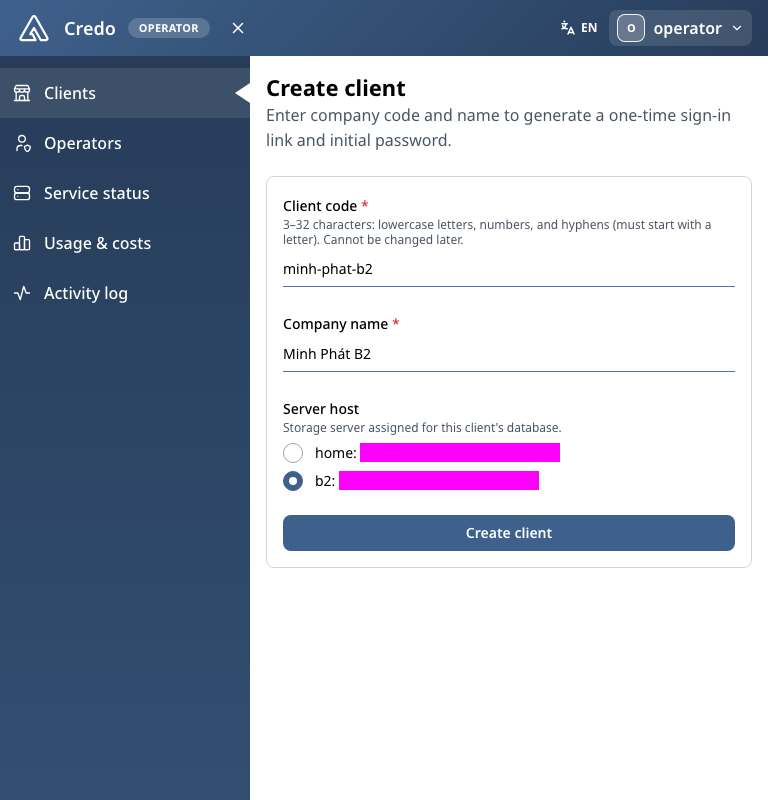 Credo
OPERATOR
EN
O
operator
Clients
Operators
Service status
Usage & costs
Activity log
Create client
Enter company code and name to generate a one-time sign-in
link and initial password.
Client code *
3–32 characters: lowercase letters, numbers, and hyphens (must start with a
letter). Cannot be changed later.
minh-phat-b2
Company name *
Minh Phát B2
Server host
Storage server assigned for this client's database.
home:
b2:
Create client